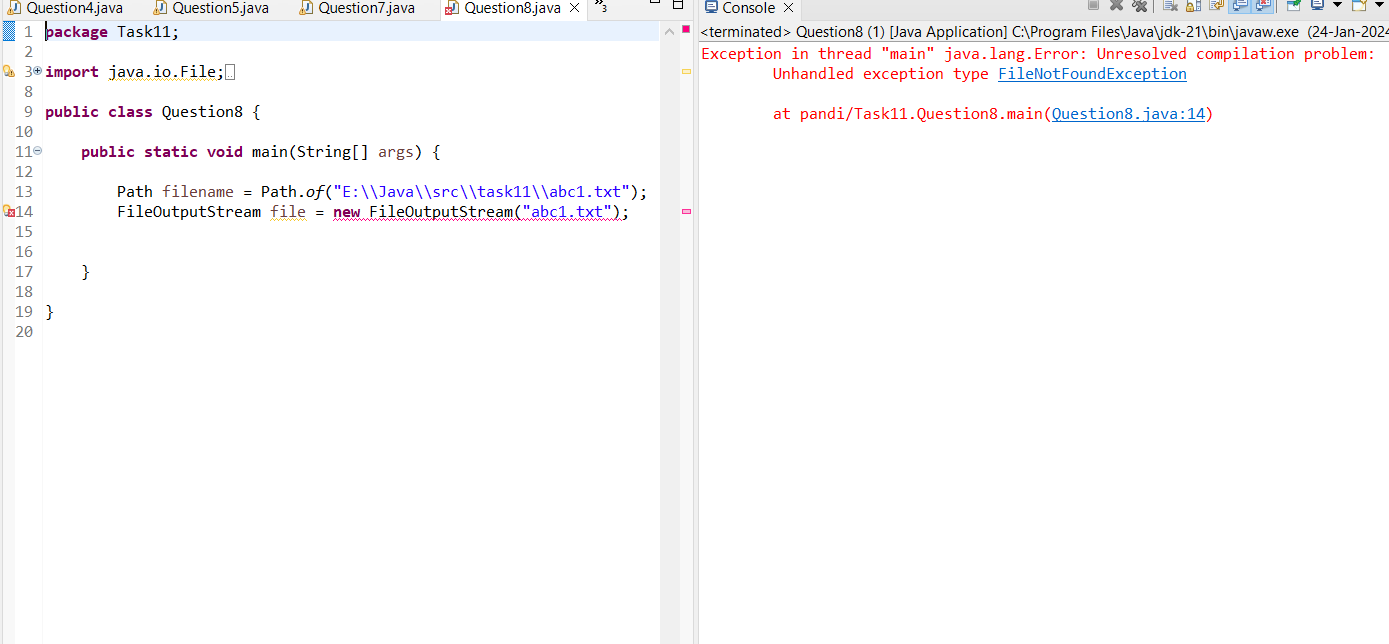 Question4.java Question5.java Question7.java Question8.java »3
Console
<terminated> Question8 (1) [Java Application] C:\Program Files\Java\jdk-21\bin\javaw.exe (24-Jan-2024
1 package Task11;
2
3 import java.io.File;
8
9 public class Question8 {
10
11 public static void main(String[] args) {
12
13 Path filename = Path.of("E:\\Java\\src\\task11\\abc1.txt");
14 FileOutputStream file = new FileOutputStream("abc1.txt");
15
16
17 }
18
19 }
20
Exception in thread "main" java.lang.Error: Unresolved compilation problem:
Unhandled exception type FileNotFoundException
at pandi/Task11.Question8.main(Question8.java:14)